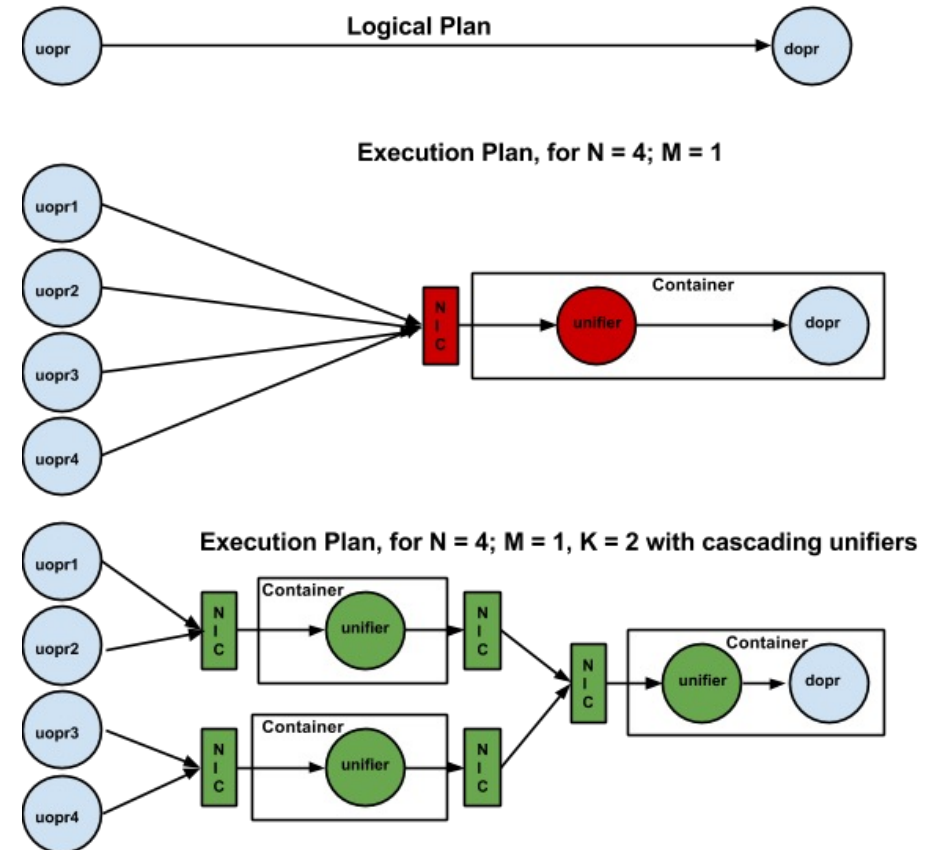 Logical Plan
uopr
dopr
Execution Plan, for N = 4; M = 1
uopr1
uopr2
uopr3
uopr4
N
I
C
Container
unifier
dopr
Execution Plan, for N = 4; M = 1, K = 2 with cascading unifiers
uopr1
uopr2
uopr3
uopr4
N
I
C
Container
unifier
N
I
C
N
I
C
Container
unifier
N
I
C
N
I
C
Container
unifier
dopr